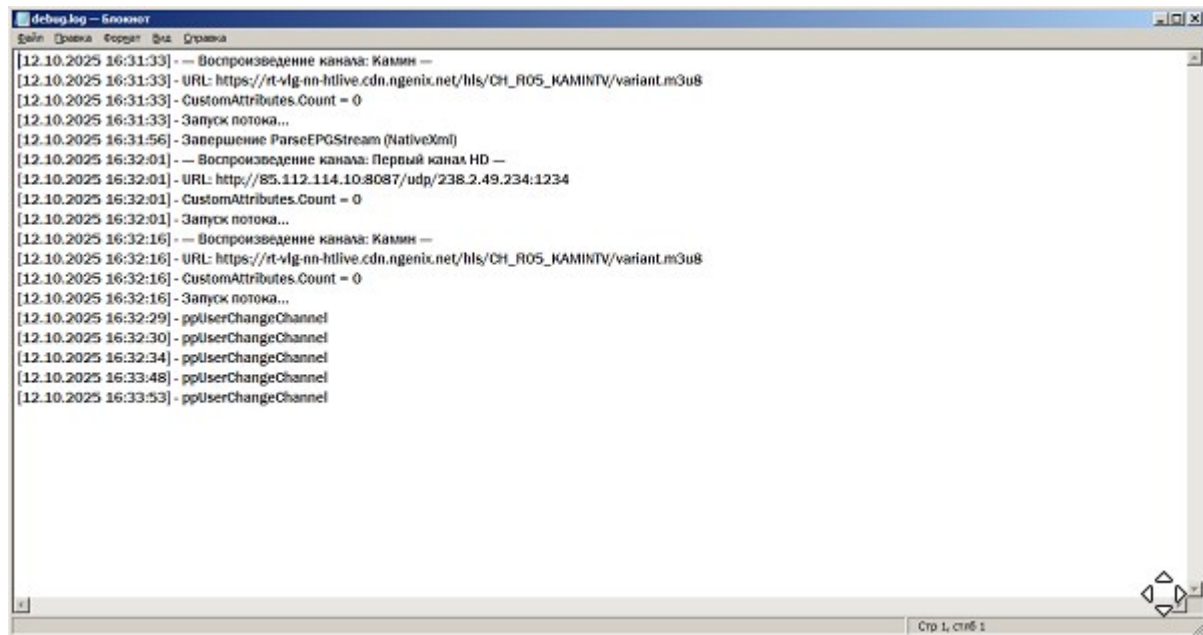 debug.log — Блокнот
Файл Правка Формат Вид Справка
[12.10.2025 16:31:33] - — Воспроизведение канала: Камин —
[12.10.2025 16:31:33] - URL: https://rt-vlg-nn-htlive.cdn.ngenix.net/hls/CH_R05_KAMINTV/variant.m3u8
[12.10.2025 16:31:33] - CustomAttributes.Count = 0
[12.10.2025 16:31:33] - Запуск потока...
[12.10.2025 16:31:56] - Завершение ParseEPGStream (NativeXml)
[12.10.2025 16:32:01] - — Воспроизведение канала: Первый канал HD —
[12.10.2025 16:32:01] - URL: http://85.112.114.10:8087/udp/238.2.49.234:1234
[12.10.2025 16:32:01] - CustomAttributes.Count = 0
[12.10.2025 16:32:01] - Запуск потока...
[12.10.2025 16:32:16] - — Воспроизведение канала: Камин —
[12.10.2025 16:32:16] - URL: https://rt-vlg-nn-htlive.cdn.ngenix.net/hls/CH_R05_KAMINTV/variant.m3u8
[12.10.2025 16:32:16] - CustomAttributes.Count = 0
[12.10.2025 16:32:16] - Запуск потока...
[12.10.2025 16:32:29] - ppUserChangeChannel
[12.10.2025 16:32:30] - ppUserChangeChannel
[12.10.2025 16:32:34] - ppUserChangeChannel
[12.10.2025 16:33:48] - ppUserChangeChannel
[12.10.2025 16:33:53] - ppUserChangeChannel
Стр 1, стлб 1